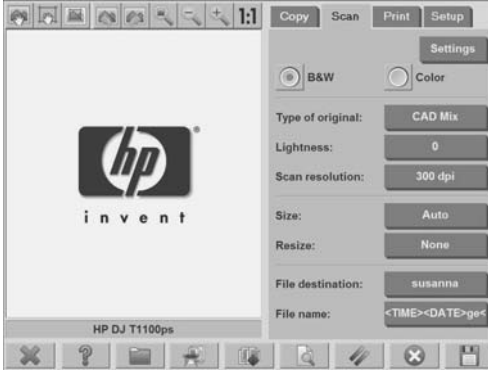 1:1
Copy Scan Print Setup
Settings
B&W Color
Type of original: CAD Mix
Lightness: 0
Scan resolution: 300 dpi
hp
invent
Size: Auto
Resize: None
File destination: susanna
File name: <TIME><DATE>ge<
HP DJ T1100ps